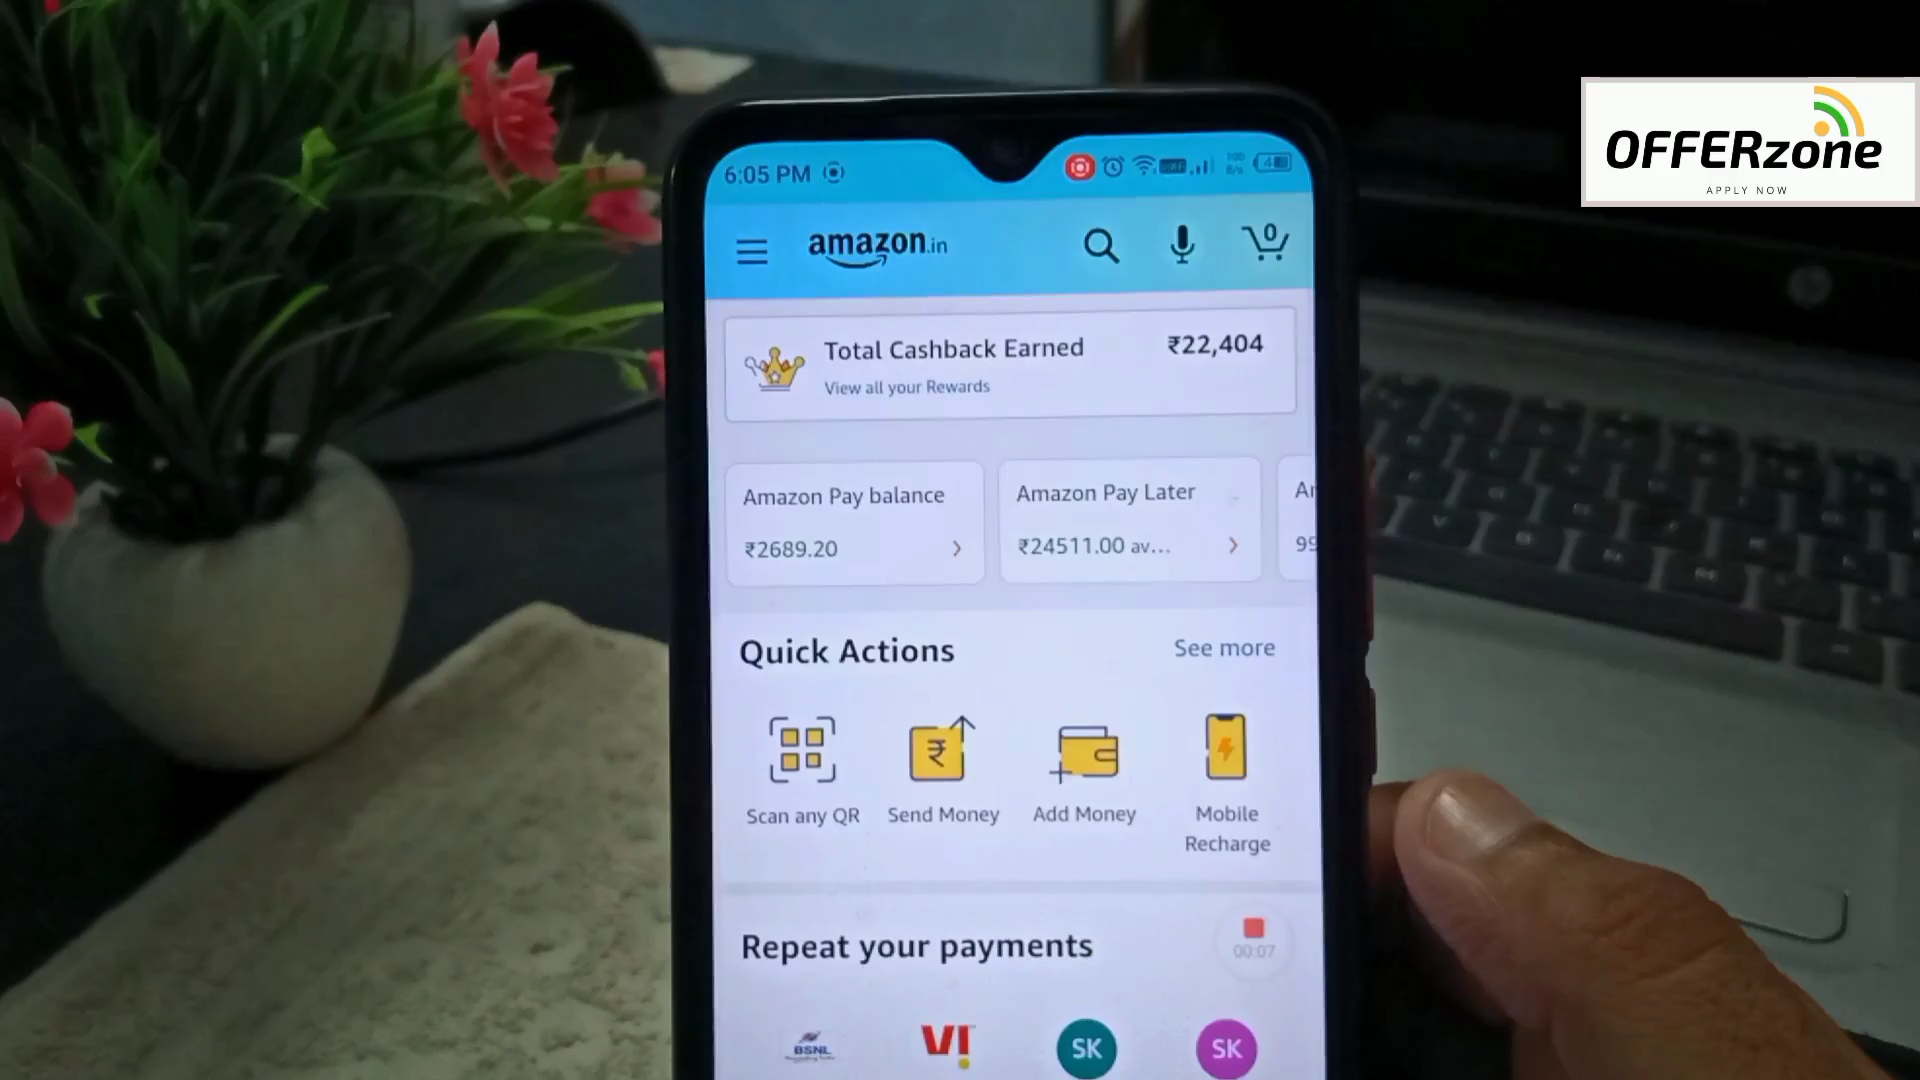 OFFERzone
APPLY NOW
6:05 PM
amazon.in
0
Total Cashback Earned
₹22,404
View all your Rewards
Amazon Pay balance
₹2689.20
Amazon Pay Later
₹24511.00 av...
Quick Actions
See more
Scan any QR
Send Money
Add Money
Mobile
Recharge
Repeat your payments
00:07
BSNL
VI
SK
SK